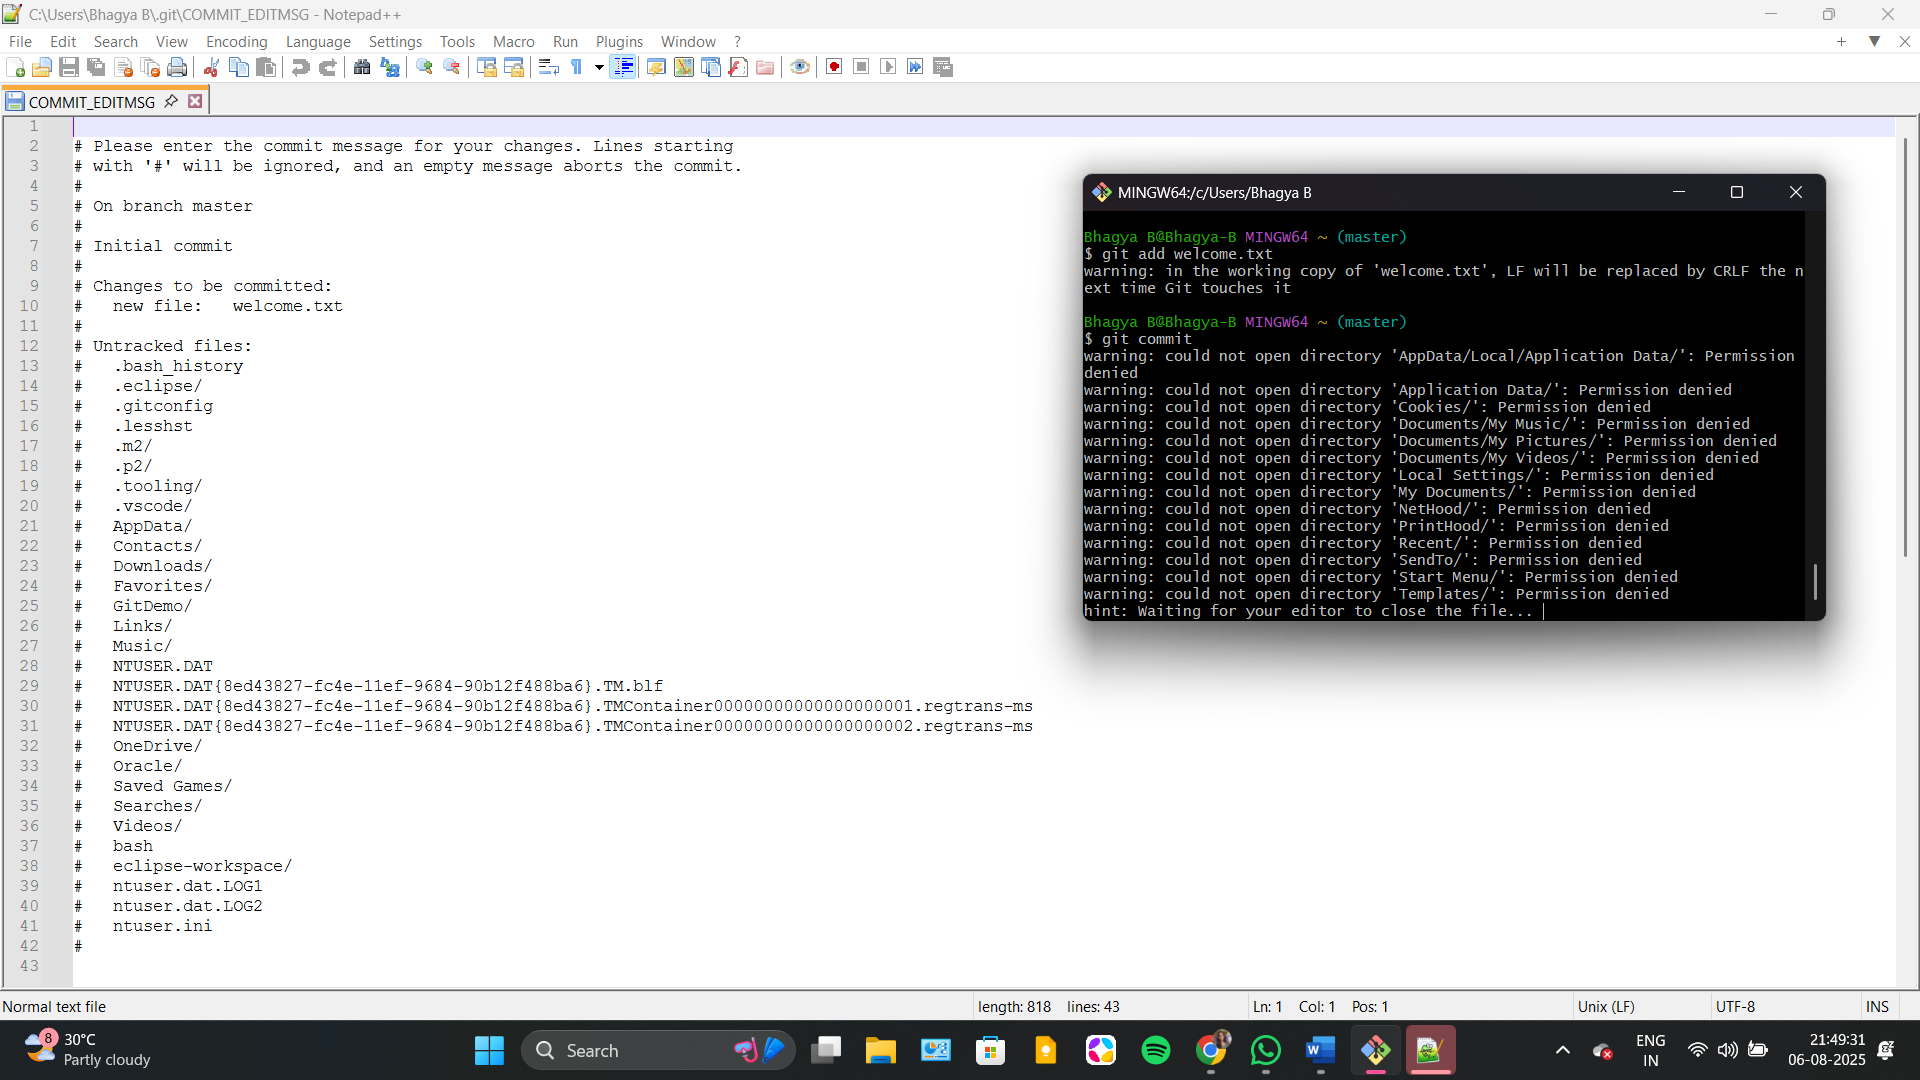 C:\Users\Bhagya B\.git\COMMIT_EDITMSG - Notepad++
File Edit Search View Encoding Language Settings Tools Macro Run Plugins Window ?
COMMIT_EDITMSG
1
2 # Please enter the commit message for your changes. Lines starting
3 # with '#' will be ignored, and an empty message aborts the commit.
4 #
5 # On branch master
6 #
7 # Initial commit
8 #
9 # Changes to be committed:
10 # new file: welcome.txt
11 #
12 # Untracked files:
13 # .bash_history
14 # .eclipse/
15 # .gitconfig
16 # .lesshst
17 # .m2/
18 # .p2/
19 # .tooling/
20 # .vscode/
21 # AppData/
22 # Contacts/
23 # Downloads/
24 # Favorites/
25 # GitDemo/
26 # Links/
27 # Music/
28 # NTUSER.DAT
29 # NTUSER.DAT{8ed43827-fc4e-11ef-9684-90b12f488ba6}.TM.blf
30 # NTUSER.DAT{8ed43827-fc4e-11ef-9684-90b12f488ba6}.TMContainer00000000000000000001.regtrans-ms
31 # NTUSER.DAT{8ed43827-fc4e-11ef-9684-90b12f488ba6}.TMContainer00000000000000000002.regtrans-ms
32 # OneDrive/
33 # Oracle/
34 # Saved Games/
35 # Searches/
36 # Videos/
37 # bash
38 # eclipse-workspace/
39 # ntuser.dat.LOG1
40 # ntuser.dat.LOG2
41 # ntuser.ini
42 #
43
MINGW64:/c/Users/Bhagya B
Bhagya B@Bhagya-B MINGW64 ~ (master)
$ git add welcome.txt
warning: in the working copy of 'welcome.txt', LF will be replaced by CRLF the n
ext time Git touches it
Bhagya B@Bhagya-B MINGW64 ~ (master)
$ git commit
warning: could not open directory 'AppData/Local/Application Data/': Permission
denied
warning: could not open directory 'Application Data/': Permission denied
warning: could not open directory 'Cookies/': Permission denied
warning: could not open directory 'Documents/My Music/': Permission denied
warning: could not open directory 'Documents/My Pictures/': Permission denied
warning: could not open directory 'Documents/My Videos/': Permission denied
warning: could not open directory 'Local Settings/': Permission denied
warning: could not open directory 'My Documents/': Permission denied
warning: could not open directory 'NetHood/': Permission denied
warning: could not open directory 'PrintHood/': Permission denied
warning: could not open directory 'Recent/': Permission denied
warning: could not open directory 'SendTo/': Permission denied
warning: could not open directory 'Start Menu/': Permission denied
warning: could not open directory 'Templates/': Permission denied
hint: Waiting for your editor to close the file...
Normal text file length: 818 lines: 43 Ln: 1 Col: 1 Pos: 1 Unix (LF) UTF-8 INS
8
30°C
Partly cloudy
Search
ENG
IN
21:49:31
06-08-2025